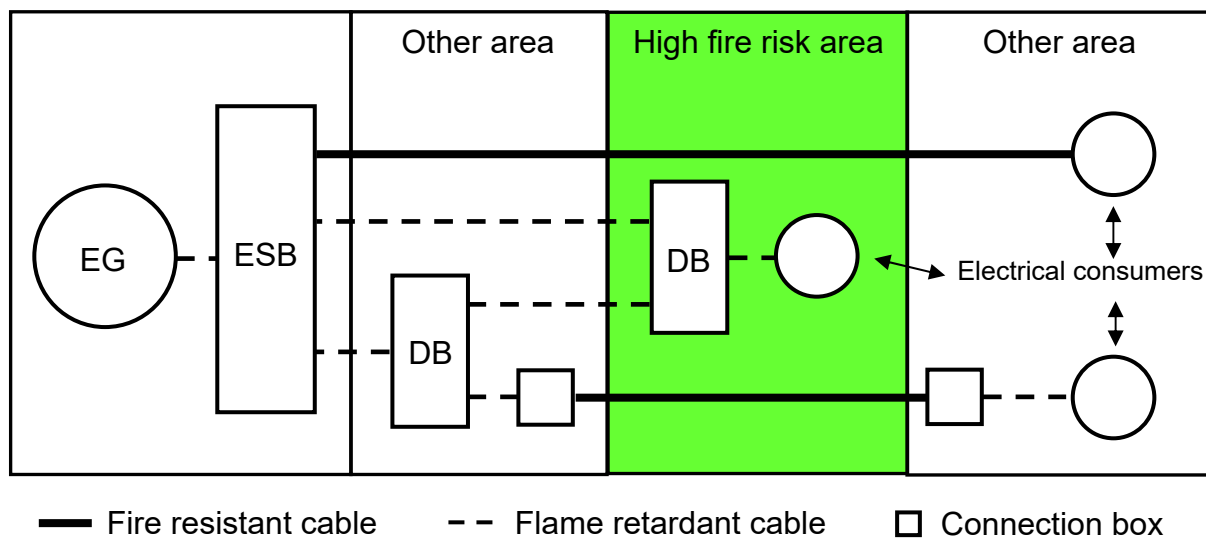 Other area
High fire risk area
Other area
EG
ESB
DB
DB
Electrical consumers
Fire resistant cable
Flame retardant cable
Connection box